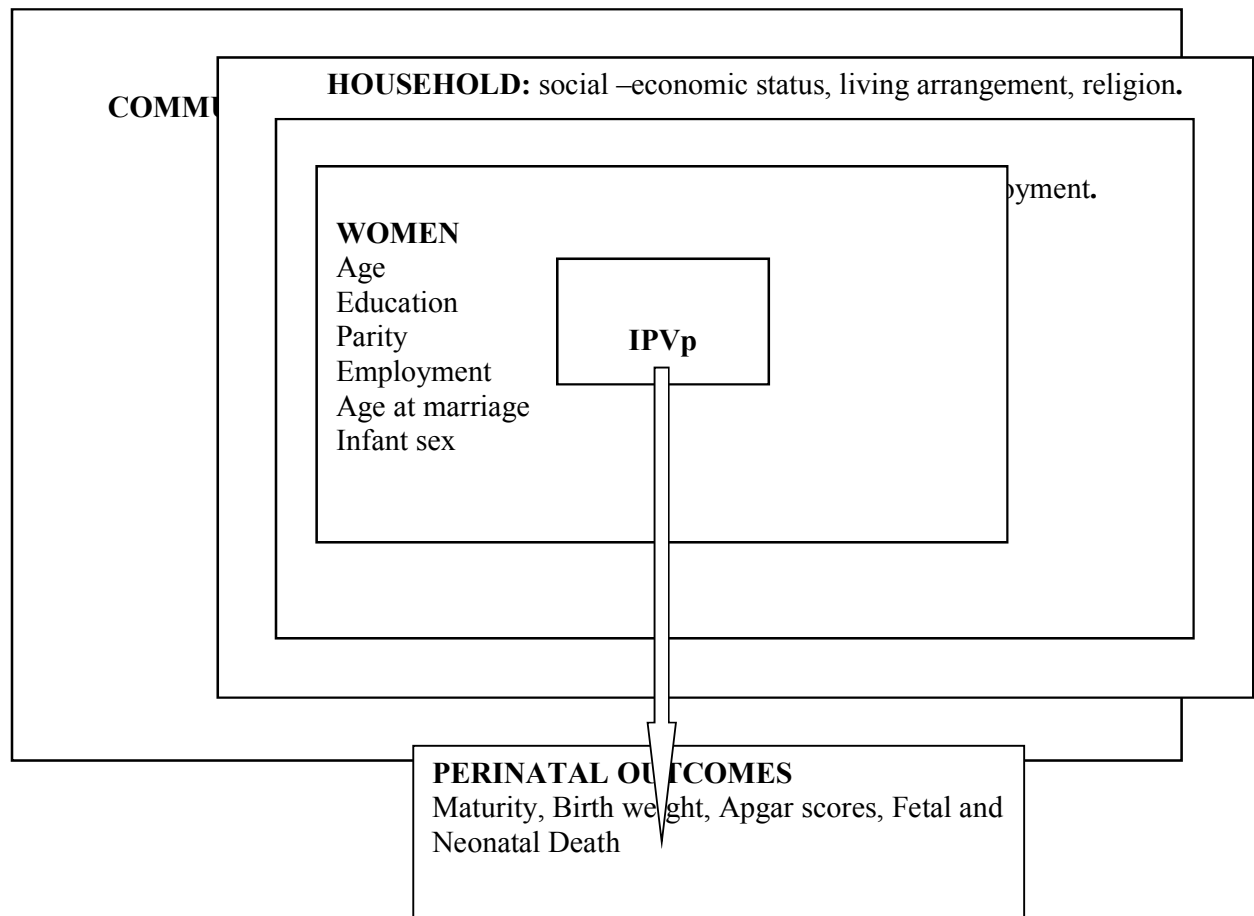 HOUSEHOLD: social –economic status, living arrangement, religion.
COMMU
oyment.
WOMEN
Age
Education
Parity
Employment
Age at marriage
Infant sex
IPVp
PERINATAL OUTCOMES
Maturity, Birth weight, Apgar scores, Fetal and
Neonatal Death